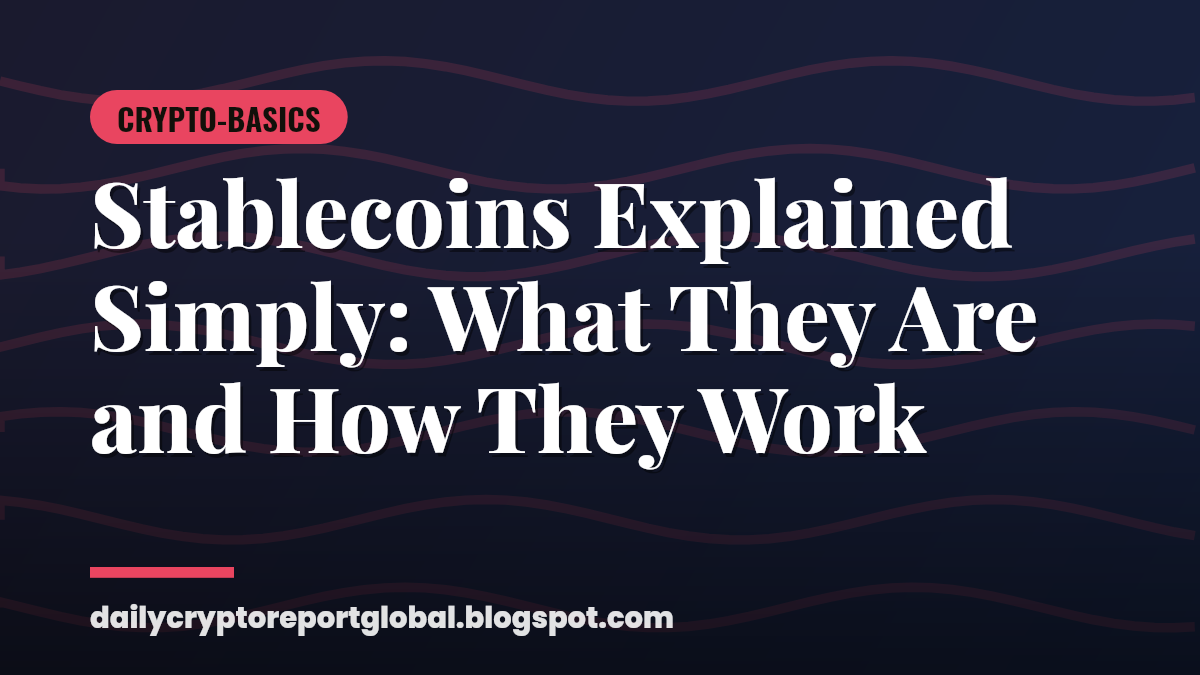 CRYPTO-BASICS
Stablecoins Explained
Simply: What They Are
and How They Work
dailycryptoreportglobal.blogspot.com